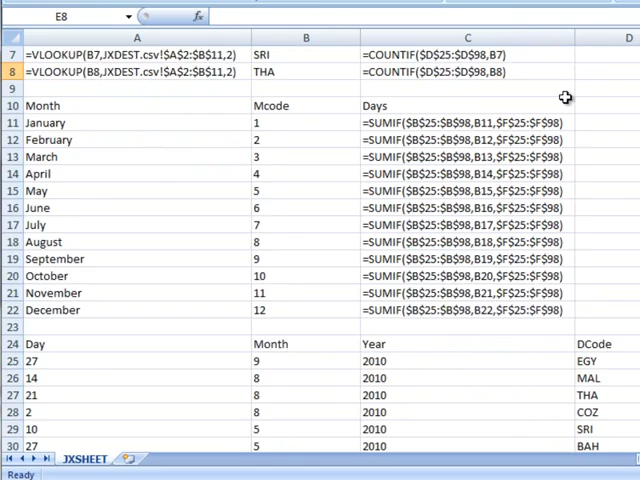 E8 fx
A B C D
7 =VLOOKUP(B7,JXDEST.csv!$A$2:$B$11,2) SRI =COUNTIF($D$25:$D$98,B7)
8 =VLOOKUP(B8,JXDEST.csv!$A$2:$B$11,2) THA =COUNTIF($D$25:$D$98,B8)
9
10 Month Mcode Days
11 January 1 =SUMIF($B$25:$B$98,B11,$F$25:$F$98)
12 February 2 =SUMIF($B$25:$B$98,B12,$F$25:$F$98)
13 March 3 =SUMIF($B$25:$B$98,B13,$F$25:$F$98)
14 April 4 =SUMIF($B$25:$B$98,B14,$F$25:$F$98)
15 May 5 =SUMIF($B$25:$B$98,B15,$F$25:$F$98)
16 June 6 =SUMIF($B$25:$B$98,B16,$F$25:$F$98)
17 July 7 =SUMIF($B$25:$B$98,B17,$F$25:$F$98)
18 August 8 =SUMIF($B$25:$B$98,B18,$F$25:$F$98)
19 September 9 =SUMIF($B$25:$B$98,B19,$F$25:$F$98)
20 October 10 =SUMIF($B$25:$B$98,B20,$F$25:$F$98)
21 November 11 =SUMIF($B$25:$B$98,B21,$F$25:$F$98)
22 December 12 =SUMIF($B$25:$B$98,B22,$F$25:$F$98)
23
24 Day Month Year DCode
25 27 9 2010 EGY
26 14 8 2010 MAL
27 21 8 2010 THA
28 2 8 2010 COZ
29 10 5 2010 SRI
30 27 5 2010 BAH
JXSHEET
Ready